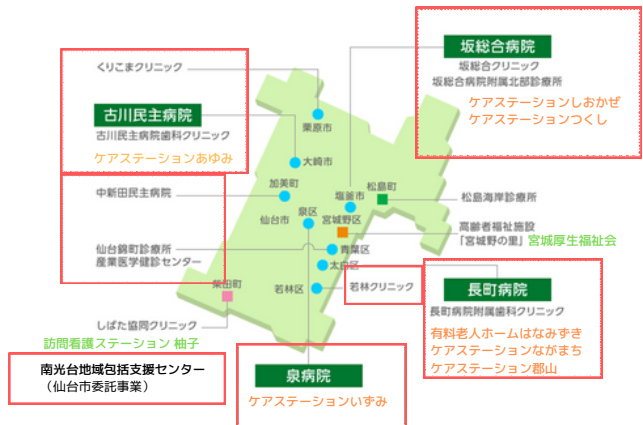 くりこまクリニック
古川民主病院
古川民主病院歯科クリニック
ケアステーションあゆみ
中新田民主病院
仙台錦町診療所
産業医学健診センター
柴田町
しばた協同クリニック
訪問看護ステーション 柚子
南光台地域包括支援センター
（仙台市委託事業）
栗原市
大崎市
加美町
塩釜市
松島町
泉区
仙台市
宮城野区
青葉区
太白区
若林区
若林クリニック
坂総合病院
坂総合クリニック
坂総合病院附属北部診療所
ケアステーションしおかぜ
ケアステーションつくし
松島海岸診療所
高齢者福祉施設
「宮城野の里」宮城厚生福祉会
長町病院
長町病院附属歯科クリニック
有料老人ホームはなみずき
ケアステーションながまち
ケアステーション郡山
泉病院
ケアステーションいずみ